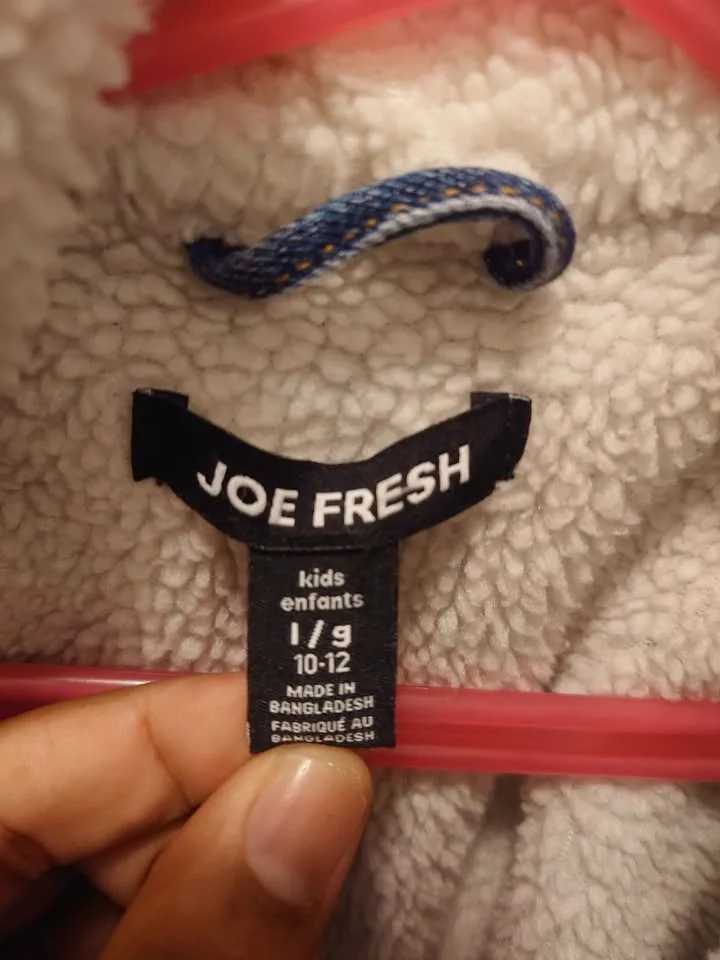 JOE FRESH
kids
enfants
l/g
10-12
MADE IN
BANGLADESH
FABRIQUÉ AU
BANGLADESH